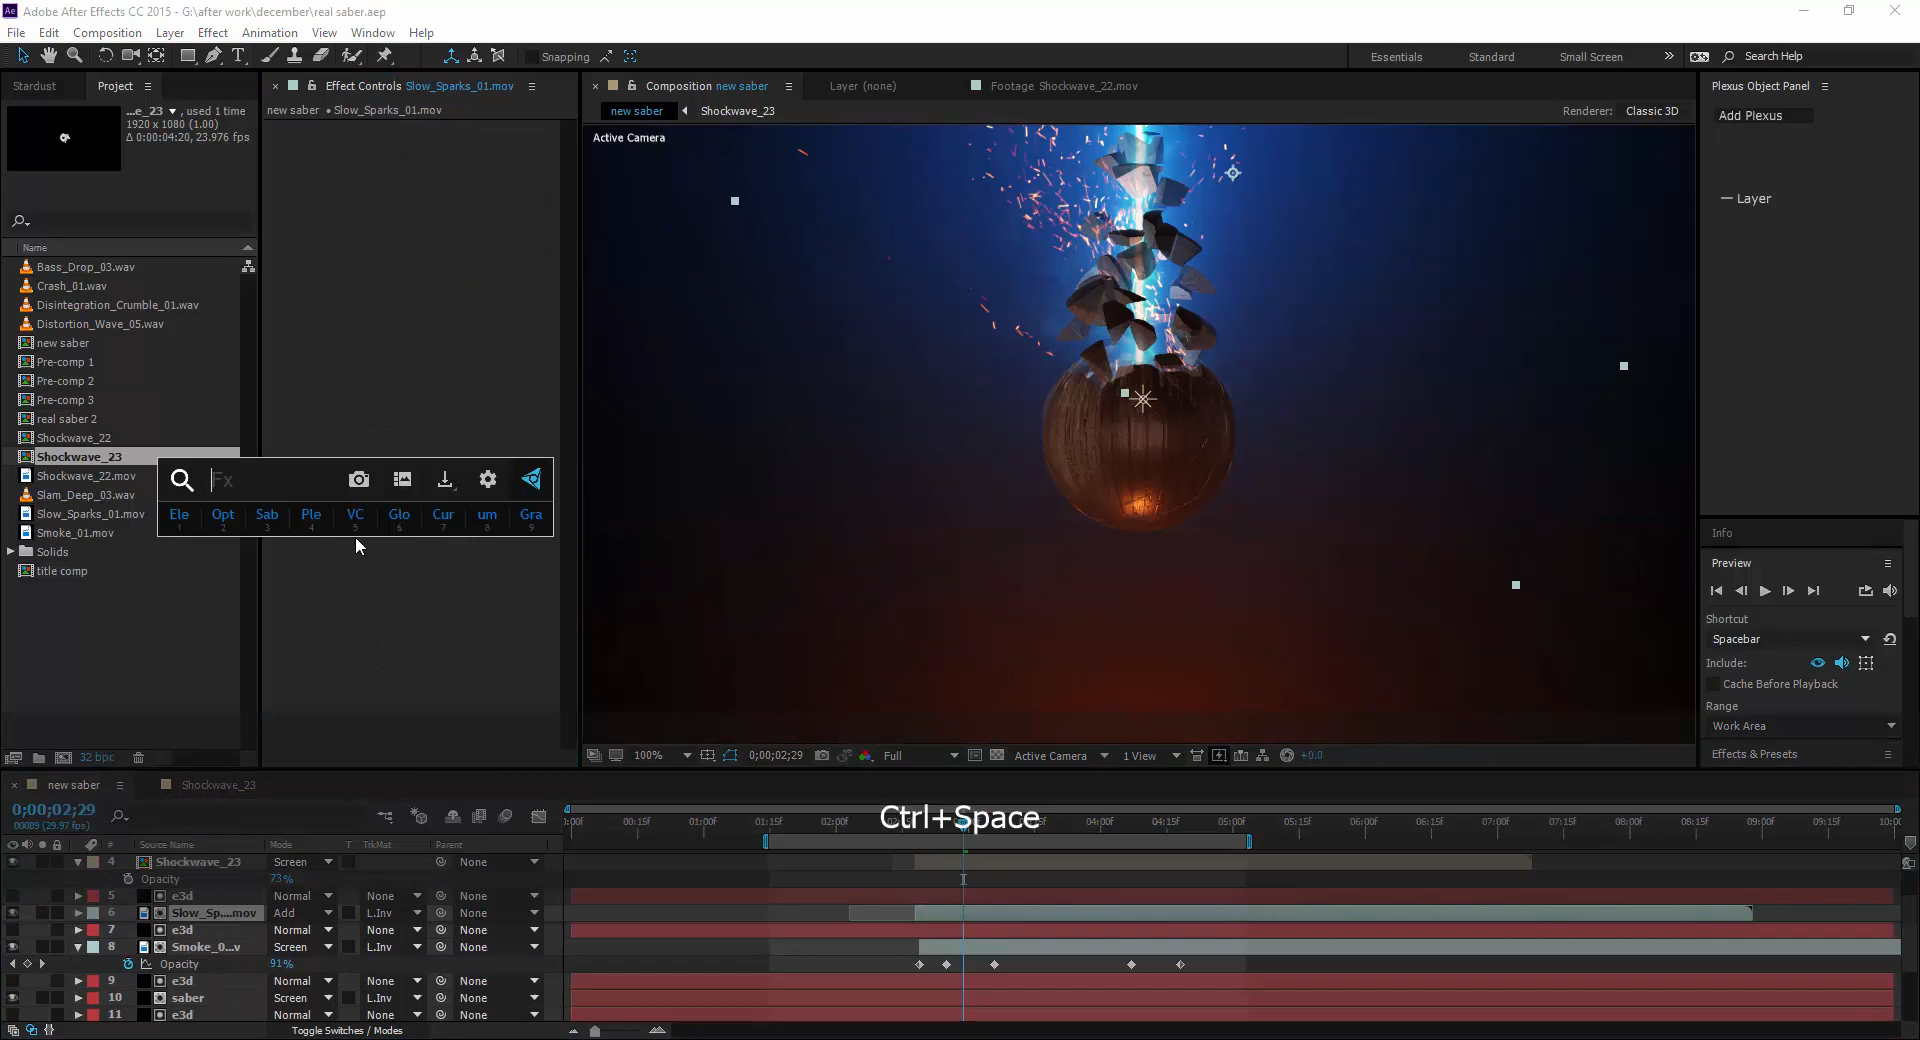 Adobe After Effects CC 2015 - G:\after work\december\real saber.aep
File Edit Composition Layer Effect Animation View Window Help
Snapping
Essentials Standard Small Screen Search Help
Stardust Project
Effect Controls Slow_Sparks_01.mov
Composition new saber
Layer (none)
Footage Shockwave_22.mov
Plexus Object Panel
...e_23 , used 1 time
1920 x 1080 (1.00)
Δ 0:00:04:20, 23.976 fps
new saber • Slow_Sparks_01.mov
new saber Shockwave_23
Renderer: Classic 3D
Add Plexus
Active Camera
Layer
Name
Bass_Drop_03.wav
Crash_01.wav
Disintegration_Crumble_01.wav
Distortion_Wave_05.wav
new saber
Pre-comp 1
Pre-comp 2
Pre-comp 3
real saber 2
Shockwave_22
Shockwave_23
Shockwave_22.mov
Slam_Deep_03.wav
Slow_Sparks_01.mov
Smoke_01.mov
Solids
title comp
Fx
Ele Opt Sab Ple VC Glo Cur um Gra
1 2 3 4 5 6 7 8 9
Info
Preview
Shortcut
Spacebar
Include:
Cache Before Playback
Range
Work Area
Effects & Presets
32 bpc
100% 0;00;02;29 Full Active Camera 1 View +0.0
new saber Shockwave_23
0;00;02;29
00089 (29.97 fps)
Ctrl+Space
:00f 00:15f 01:00f 01:15f 02:00f 04:00f 04:15f 05:00f 05:15f 06:00f 06:15f 07:00f 07:15f 08:00f 08:15f 09:00f 09:15f 10:00
# Source Name Mode T TrkMat Parent
4 Shockwave_23 Screen None
Opacity 73%
5 e3d Normal None None
6 Slow_Sp....mov Add L.Inv None
7 e3d Normal None None
8 Smoke_0...v Screen L.Inv None
Opacity 91%
9 e3d Normal None None
10 saber Screen L.Inv None
11 e3d Normal None None
Toggle Switches / Modes